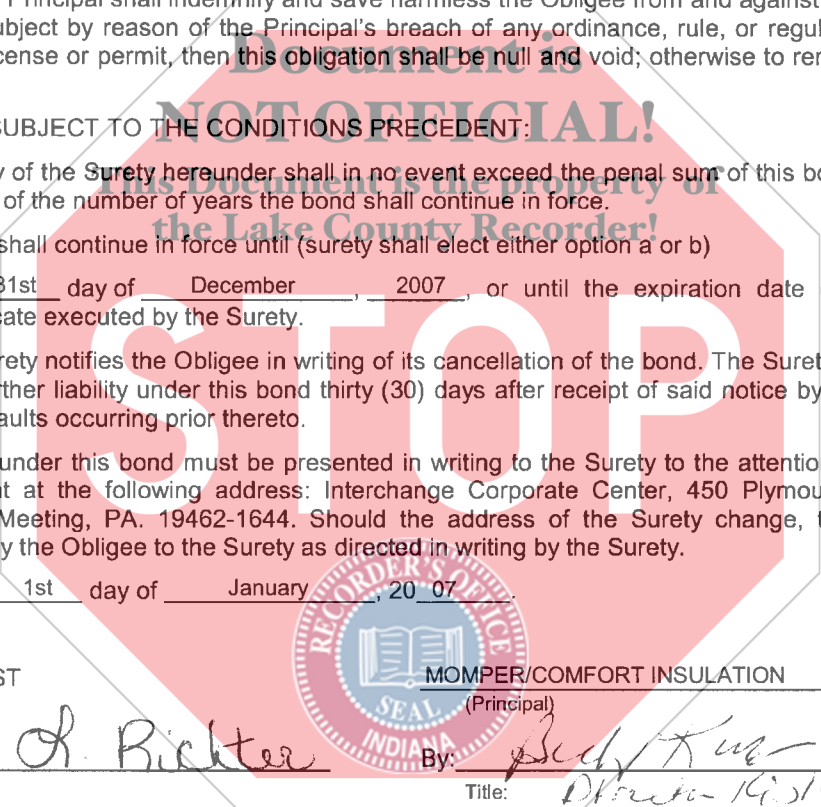 Principal shall indemnify and save harmless the Obligee from and against
ubject by reason of the Principal's breach of any ordinance, rule, or regul
cense or permit, then this obligation shall be null and void; otherwise to rer
Document is
NOT OFFICIAL!
This Document is the property of
the Lake County Recorder!
STOP
SUBJECT TO THE CONDITIONS PRECEDENT:
y of the Surety hereunder shall in no event exceed the penal sum of this bo
of the number of years the bond shall continue in force.
shall continue in force until (surety shall elect either option a or b)
31st day of December, 2007, or until the expiration date
cate executed by the Surety.
rety notifies the Obligee in writing of its cancellation of the bond. The Suret
rther liability under this bond thirty (30) days after receipt of said notice by
aults occurring prior thereto.
under this bond must be presented in writing to the Surety to the attentio
t at the following address: Interchange Corporate Center, 450 Plymou
Meeting, PA. 19462-1644. Should the address of the Surety change, t
y the Obligee to the Surety as directed in writing by the Surety.
1st day of January, 20 07.
RECORDER'S OFFICE
SEAL
INDIANA
ST
MOMPER/COMFORT INSULATION
(Principal)
L. Richter
By:
Title: